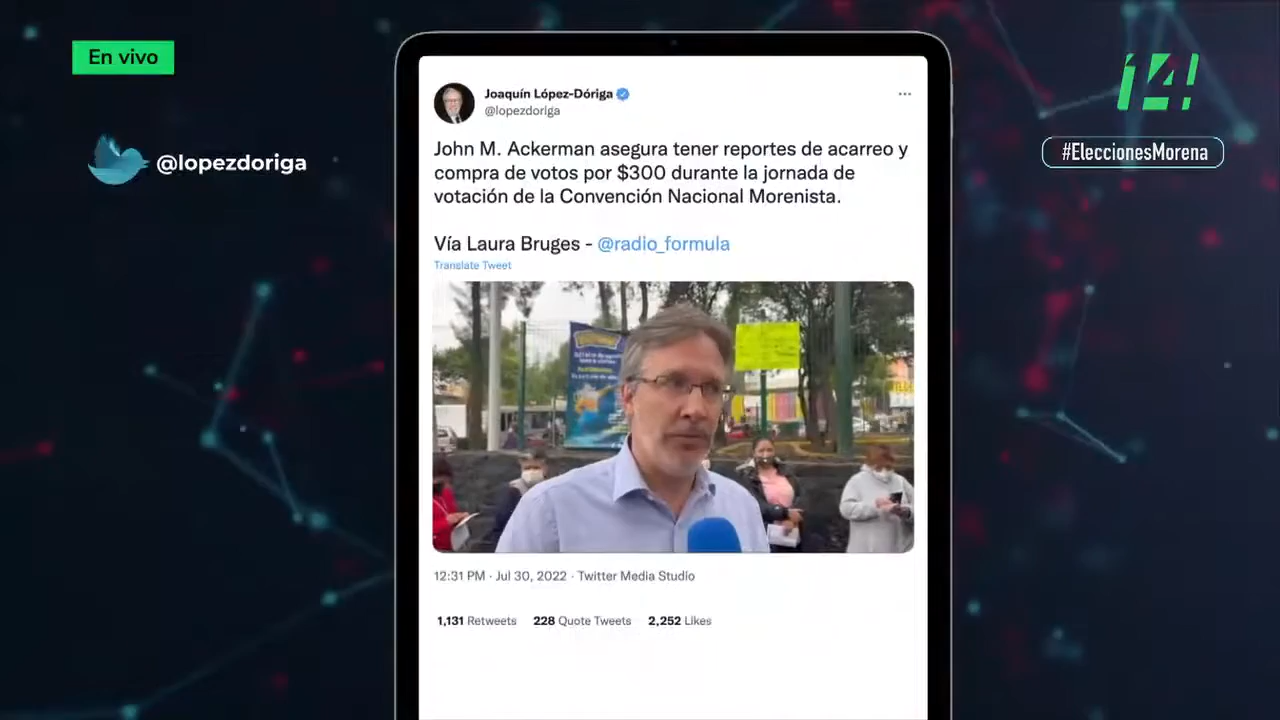 En vivo
@lopezdoriga
14!
#EleccionesMorena
Joaquín López-Dóriga
@lopezdoriga
John M. Ackerman asegura tener reportes de acarreo y
compra de votos por $300 durante la jornada de
votación de la Convención Nacional Morenista.
Vía Laura Bruges - @radio_formula
Translate Tweet
12:31 PM · Jul 30, 2022 · Twitter Media Studio
1,131 Retweets 228 Quote Tweets 2,252 Likes